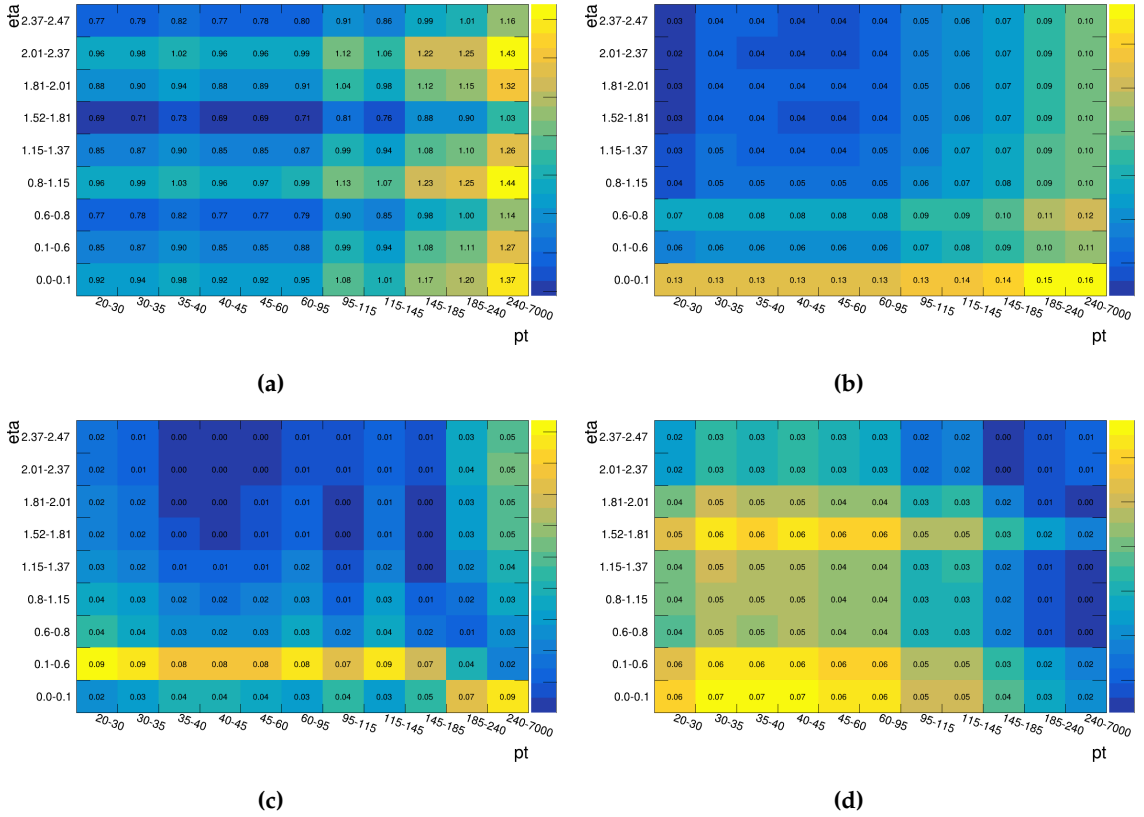 eta
2.37-2.47 0.77 0.79 0.82 0.77 0.78 0.80 0.91 0.86 0.99 1.01 1.16
2.01-2.37 0.96 0.98 1.02 0.96 0.96 0.99 1.12 1.06 1.22 1.25 1.43
1.81-2.01 0.88 0.90 0.94 0.88 0.89 0.91 1.04 0.98 1.12 1.15 1.32
1.52-1.81 0.69 0.71 0.73 0.69 0.69 0.71 0.81 0.76 0.88 0.90 1.03
1.15-1.37 0.85 0.87 0.90 0.85 0.85 0.87 0.99 0.94 1.08 1.10 1.26
0.8-1.15 0.96 0.99 1.03 0.96 0.97 0.99 1.13 1.07 1.23 1.25 1.44
0.6-0.8 0.77 0.78 0.82 0.77 0.77 0.79 0.90 0.85 0.98 1.00 1.14
0.1-0.6 0.85 0.87 0.90 0.85 0.85 0.88 0.99 0.94 1.08 1.11 1.27
0.0-0.1 0.92 0.94 0.98 0.92 0.92 0.95 1.08 1.01 1.17 1.20 1.37
20-30 30-35 35-40 40-45 45-60 60-95 95-115 115-145 145-185 185-240 240-7000
pt
(a)
eta
2.37-2.47 0.03 0.04 0.04 0.04 0.04 0.05 0.06 0.07 0.07 0.09 0.10
2.01-2.37 0.02 0.04 0.04 0.04 0.04 0.04 0.05 0.06 0.07 0.09 0.10
1.81-2.01 0.03 0.04 0.04 0.04 0.04 0.04 0.05 0.06 0.07 0.09 0.10
1.52-1.81 0.03 0.04 0.04 0.04 0.04 0.04 0.05 0.06 0.07 0.09 0.10
1.15-1.37 0.03 0.05 0.04 0.04 0.04 0.05 0.06 0.07 0.07 0.09 0.10
0.8-1.15 0.04 0.05 0.05 0.05 0.05 0.05 0.06 0.07 0.08 0.09 0.10
0.6-0.8 0.07 0.08 0.08 0.08 0.08 0.08 0.09 0.09 0.10 0.11 0.12
0.1-0.6 0.06 0.06 0.06 0.06 0.06 0.06 0.07 0.08 0.09 0.10 0.11
0.0-0.1 0.13 0.13 0.13 0.13 0.13 0.13 0.13 0.14 0.14 0.15 0.16
20-30 30-35 35-40 40-45 45-60 60-95 95-115 115-145 145-185 185-240 240-7000
pt
(b)
eta
2.37-2.47 0.02 0.01 0.00 0.00 0.00 0.01 0.01 0.01 0.01 0.03 0.05
2.01-2.37 0.02 0.01 0.00 0.00 0.00 0.01 0.01 0.01 0.01 0.04 0.05
1.81-2.01 0.02 0.01 0.00 0.00 0.01 0.01 0.00 0.01 0.00 0.03 0.05
1.52-1.81 0.02 0.02 0.01 0.00 0.01 0.01 0.00 0.01 0.00 0.03 0.05
1.15-1.37 0.03 0.02 0.01 0.01 0.01 0.02 0.01 0.02 0.00 0.03 0.04
0.8-1.15 0.04 0.03 0.02 0.02 0.02 0.03 0.01 0.03 0.01 0.02 0.04
0.6-0.8 0.04 0.04 0.03 0.02 0.03 0.03 0.02 0.04 0.02 0.01 0.03
0.1-0.6 0.09 0.09 0.08 0.08 0.08 0.08 0.07 0.09 0.07 0.04 0.02
0.0-0.1 0.02 0.03 0.04 0.04 0.04 0.03 0.04 0.03 0.05 0.07 0.09
20-30 30-35 35-40 40-45 45-60 60-95 95-115 115-145 145-185 185-240 240-7000
pt
(c)
eta
2.37-2.47 0.02 0.03 0.03 0.03 0.03 0.03 0.02 0.02 0.00 0.01 0.01
2.01-2.37 0.02 0.03 0.03 0.03 0.03 0.03 0.02 0.02 0.00 0.01 0.01
1.81-2.01 0.04 0.05 0.05 0.05 0.04 0.04 0.03 0.03 0.02 0.01 0.00
1.52-1.81 0.05 0.06 0.06 0.06 0.06 0.06 0.05 0.05 0.03 0.02 0.02
1.15-1.37 0.04 0.05 0.05 0.05 0.04 0.04 0.03 0.03 0.02 0.01 0.00
0.8-1.15 0.04 0.05 0.05 0.05 0.04 0.04 0.03 0.03 0.02 0.01 0.00
0.6-0.8 0.04 0.05 0.05 0.05 0.04 0.04 0.03 0.03 0.02 0.01 0.00
0.1-0.6 0.06 0.06 0.06 0.06 0.06 0.06 0.05 0.05 0.03 0.02 0.02
0.0-0.1 0.06 0.07 0.07 0.07 0.06 0.06 0.05 0.05 0.04 0.03 0.02
20-30 30-35 35-40 40-45 45-60 60-95 95-115 115-145 145-185 185-240 240-7000
pt
(d)